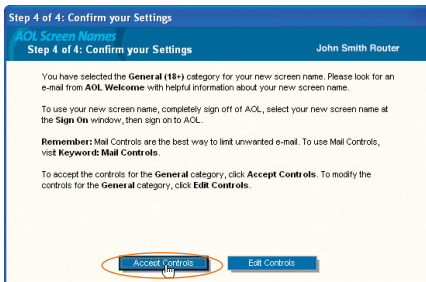 Step 4 of 4: Confirm your Settings
AOL Screen Names
Step 4 of 4: Confirm your Settings
John Smith Router
You have selected the General (18+) category for your new screen name. Please look for an
e-mail from AOL Welcome with helpful information about your new screen name.
To use your new screen name, completely sign off of AOL, select your new screen name at
the Sign On window, then sign on to AOL.
Remember: Mail Controls are the best way to limit unwanted e-mail. To use Mail Controls,
visit Keyword: Mail Controls.
To accept the controls for the General category, click Accept Controls. To modify the
controls for the General category, click Edit Controls.
Accept Controls
Edit Controls